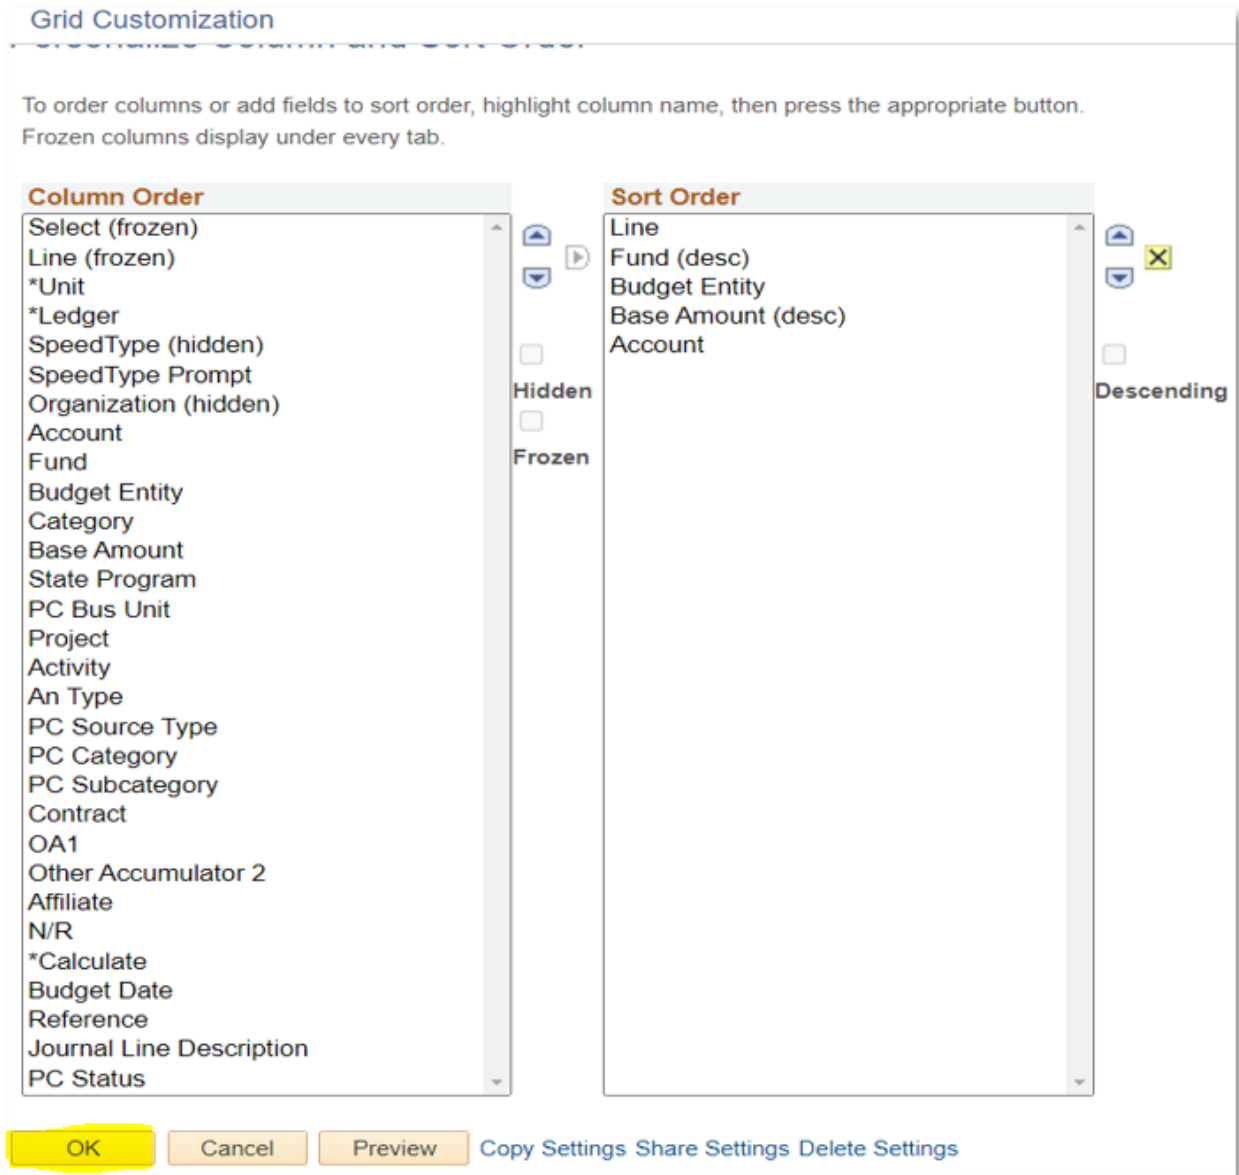 Grid Customization
Personalize Column and Sort Order
To order columns or add fields to sort order, highlight column name, then press the appropriate button.
Frozen columns display under every tab.
Column Order
Select (frozen)
Line (frozen)
*Unit
*Ledger
SpeedType (hidden)
SpeedType Prompt
Organization (hidden)
Account
Fund
Budget Entity
Category
Base Amount
State Program
PC Bus Unit
Project
Activity
An Type
PC Source Type
PC Category
PC Subcategory
Contract
OA1
Other Accumulator 2
Affiliate
N/R
*Calculate
Budget Date
Reference
Journal Line Description
PC Status
Hidden
Frozen
Sort Order
Line
Fund (desc)
Budget Entity
Base Amount (desc)
Account
Descending
OK Cancel Preview Copy Settings Share Settings Delete Settings